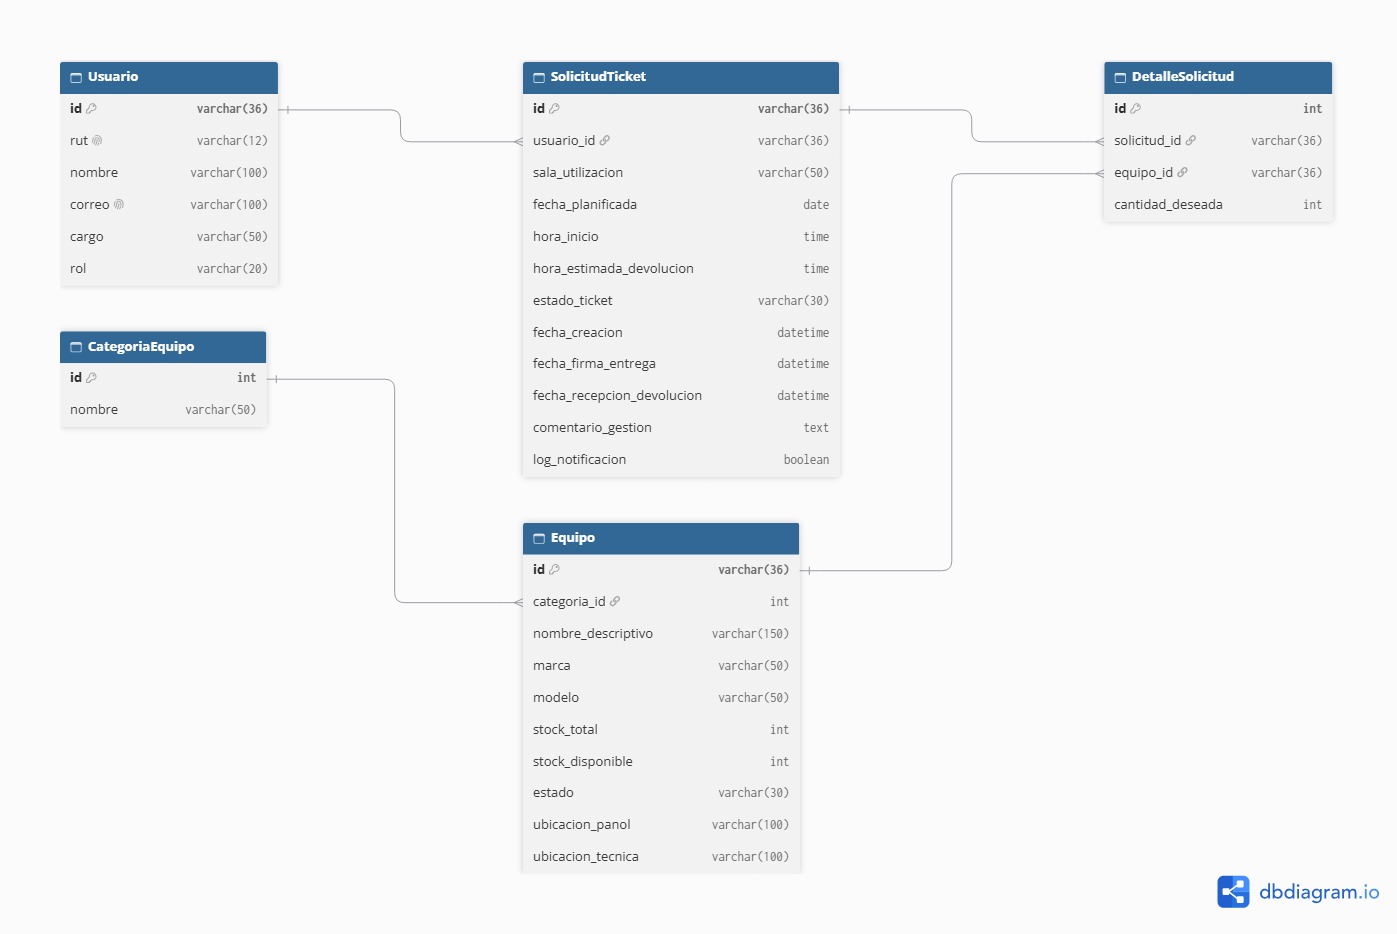 Usuario
id varchar(36)
rut varchar(12)
nombre varchar(100)
correo varchar(100)
cargo varchar(50)
rol varchar(20)
CategoriaEquipo
id int
nombre varchar(50)
SolicitudTicket
id varchar(36)
usuario_id varchar(36)
sala_utilizacion varchar(50)
fecha_planificada date
hora_inicio time
hora_estimada_devolucion time
estado_ticket varchar(30)
fecha_creacion datetime
fecha_firma_entrega datetime
fecha_recepcion_devolucion datetime
comentario_gestion text
log_notificacion boolean
Equipo
id varchar(36)
categoria_id int
nombre_descriptivo varchar(150)
marca varchar(50)
modelo varchar(50)
stock_total int
stock_disponible int
estado varchar(30)
ubicacion_panol varchar(100)
ubicacion_tecnica varchar(100)
DetalleSolicitud
id int
solicitud_id varchar(36)
equipo_id varchar(36)
cantidad_deseada int
dbdiagram.io